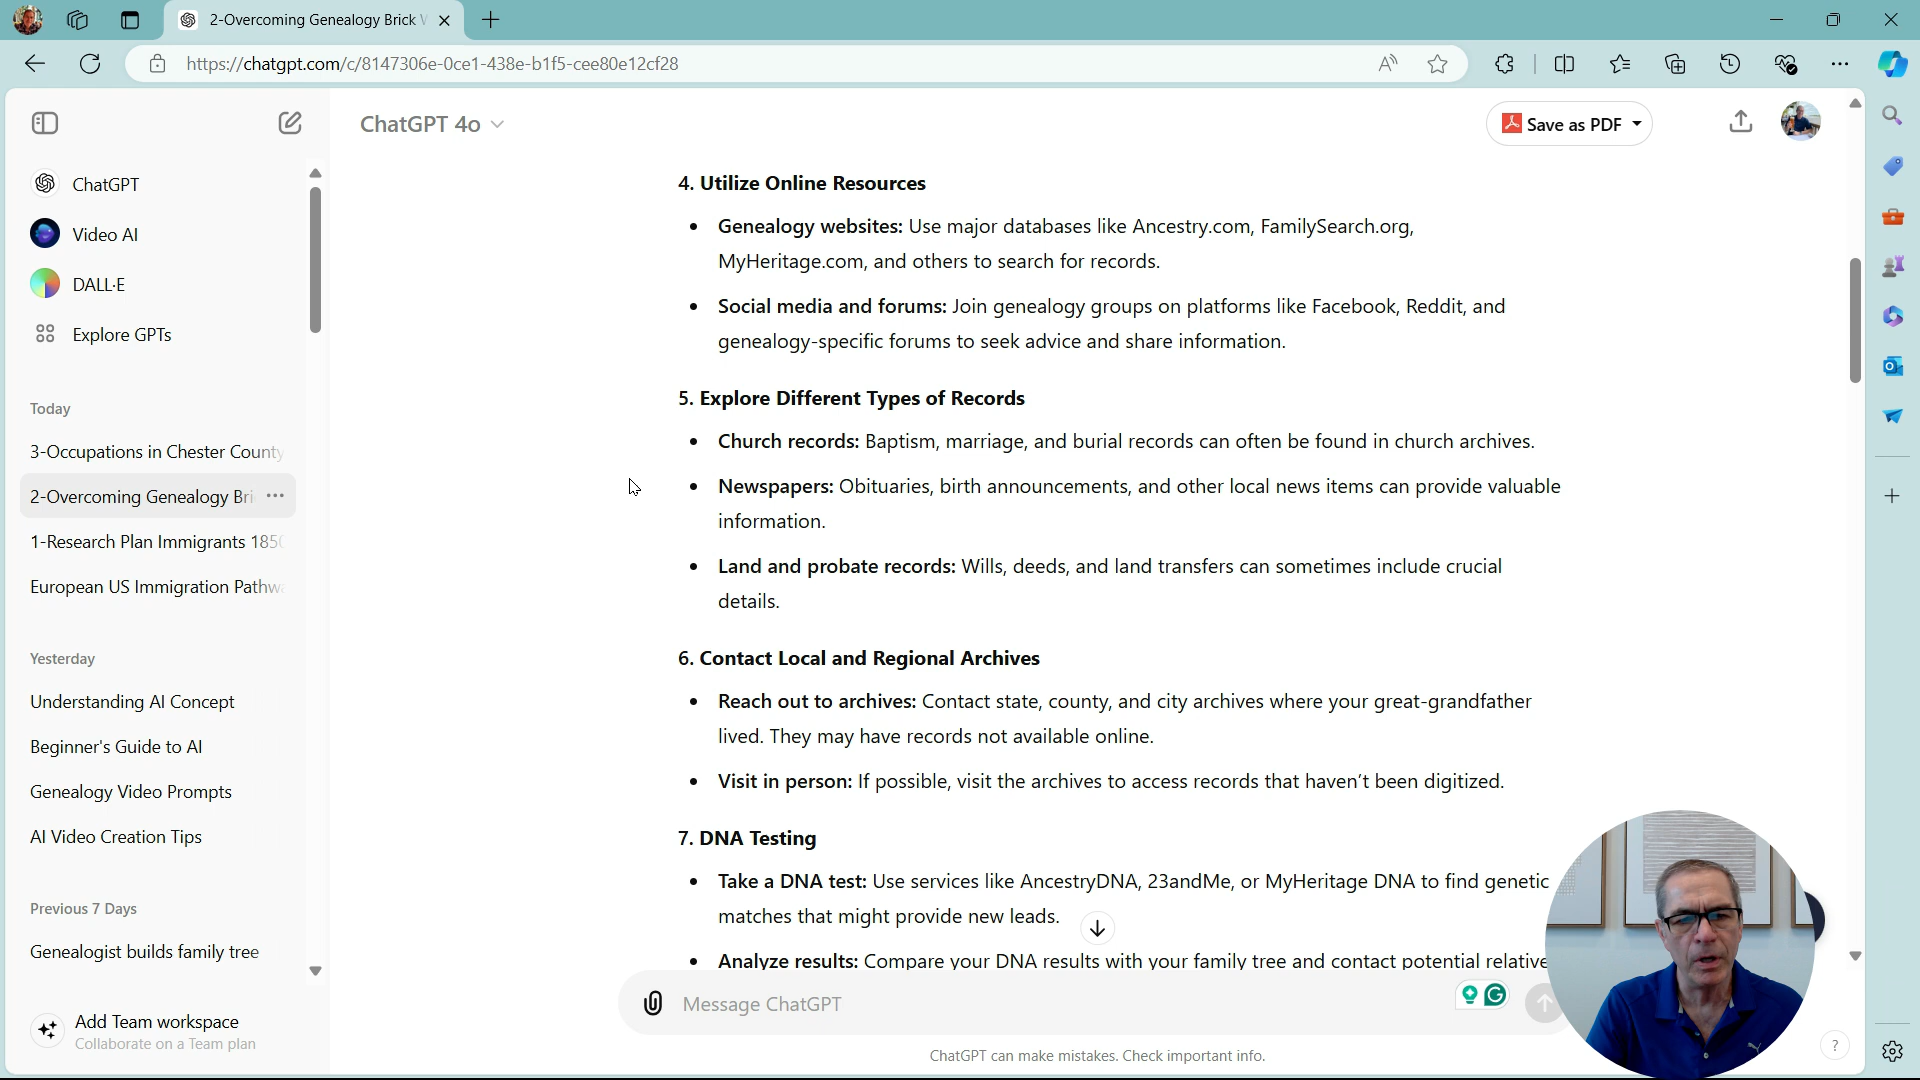 2-Overcoming Genealogy Brick
https://chatgpt.com/c/8147306e-0ce1-438e-b1f5-cee80e12cf28
ChatGPT 4o
Save as PDF
ChatGPT
Video AI
DALL·E
Explore GPTs
Today
3-Occupations in Chester County
2-Overcoming Genealogy Bri
1-Research Plan Immigrants 1850
European US Immigration Pathwa
Yesterday
Understanding AI Concept
Beginner's Guide to AI
Genealogy Video Prompts
AI Video Creation Tips
Previous 7 Days
Genealogist builds family tree
Add Team workspace
Collaborate on a Team plan
4. Utilize Online Resources
• Genealogy websites: Use major databases like Ancestry.com, FamilySearch.org,
MyHeritage.com, and others to search for records.
• Social media and forums: Join genealogy groups on platforms like Facebook, Reddit, and
genealogy-specific forums to seek advice and share information.
5. Explore Different Types of Records
• Church records: Baptism, marriage, and burial records can often be found in church archives.
• Newspapers: Obituaries, birth announcements, and other local news items can provide valuable
information.
• Land and probate records: Wills, deeds, and land transfers can sometimes include crucial
details.
6. Contact Local and Regional Archives
• Reach out to archives: Contact state, county, and city archives where your great-grandfather
lived. They may have records not available online.
• Visit in person: If possible, visit the archives to access records that haven't been digitized.
7. DNA Testing
• Take a DNA test: Use services like AncestryDNA, 23andMe, or MyHeritage DNA to find genetic
matches that might provide new leads.
• Analyze results: Compare your DNA results with your family tree and contact potential relative
Message ChatGPT
ChatGPT can make mistakes. Check important info.
?